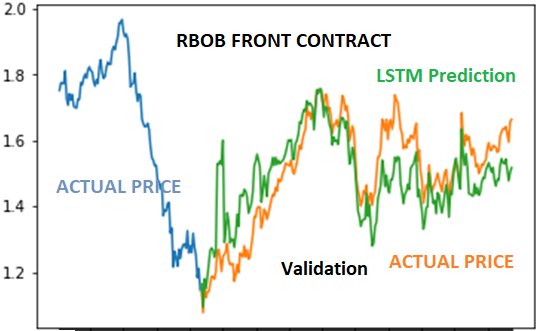 2.0
RBOB FRONT CONTRACT
1.8
LSTM Prediction
1.6
ACTUAL PRICE
1.4
Validation
ACTUAL PRICE
1.2